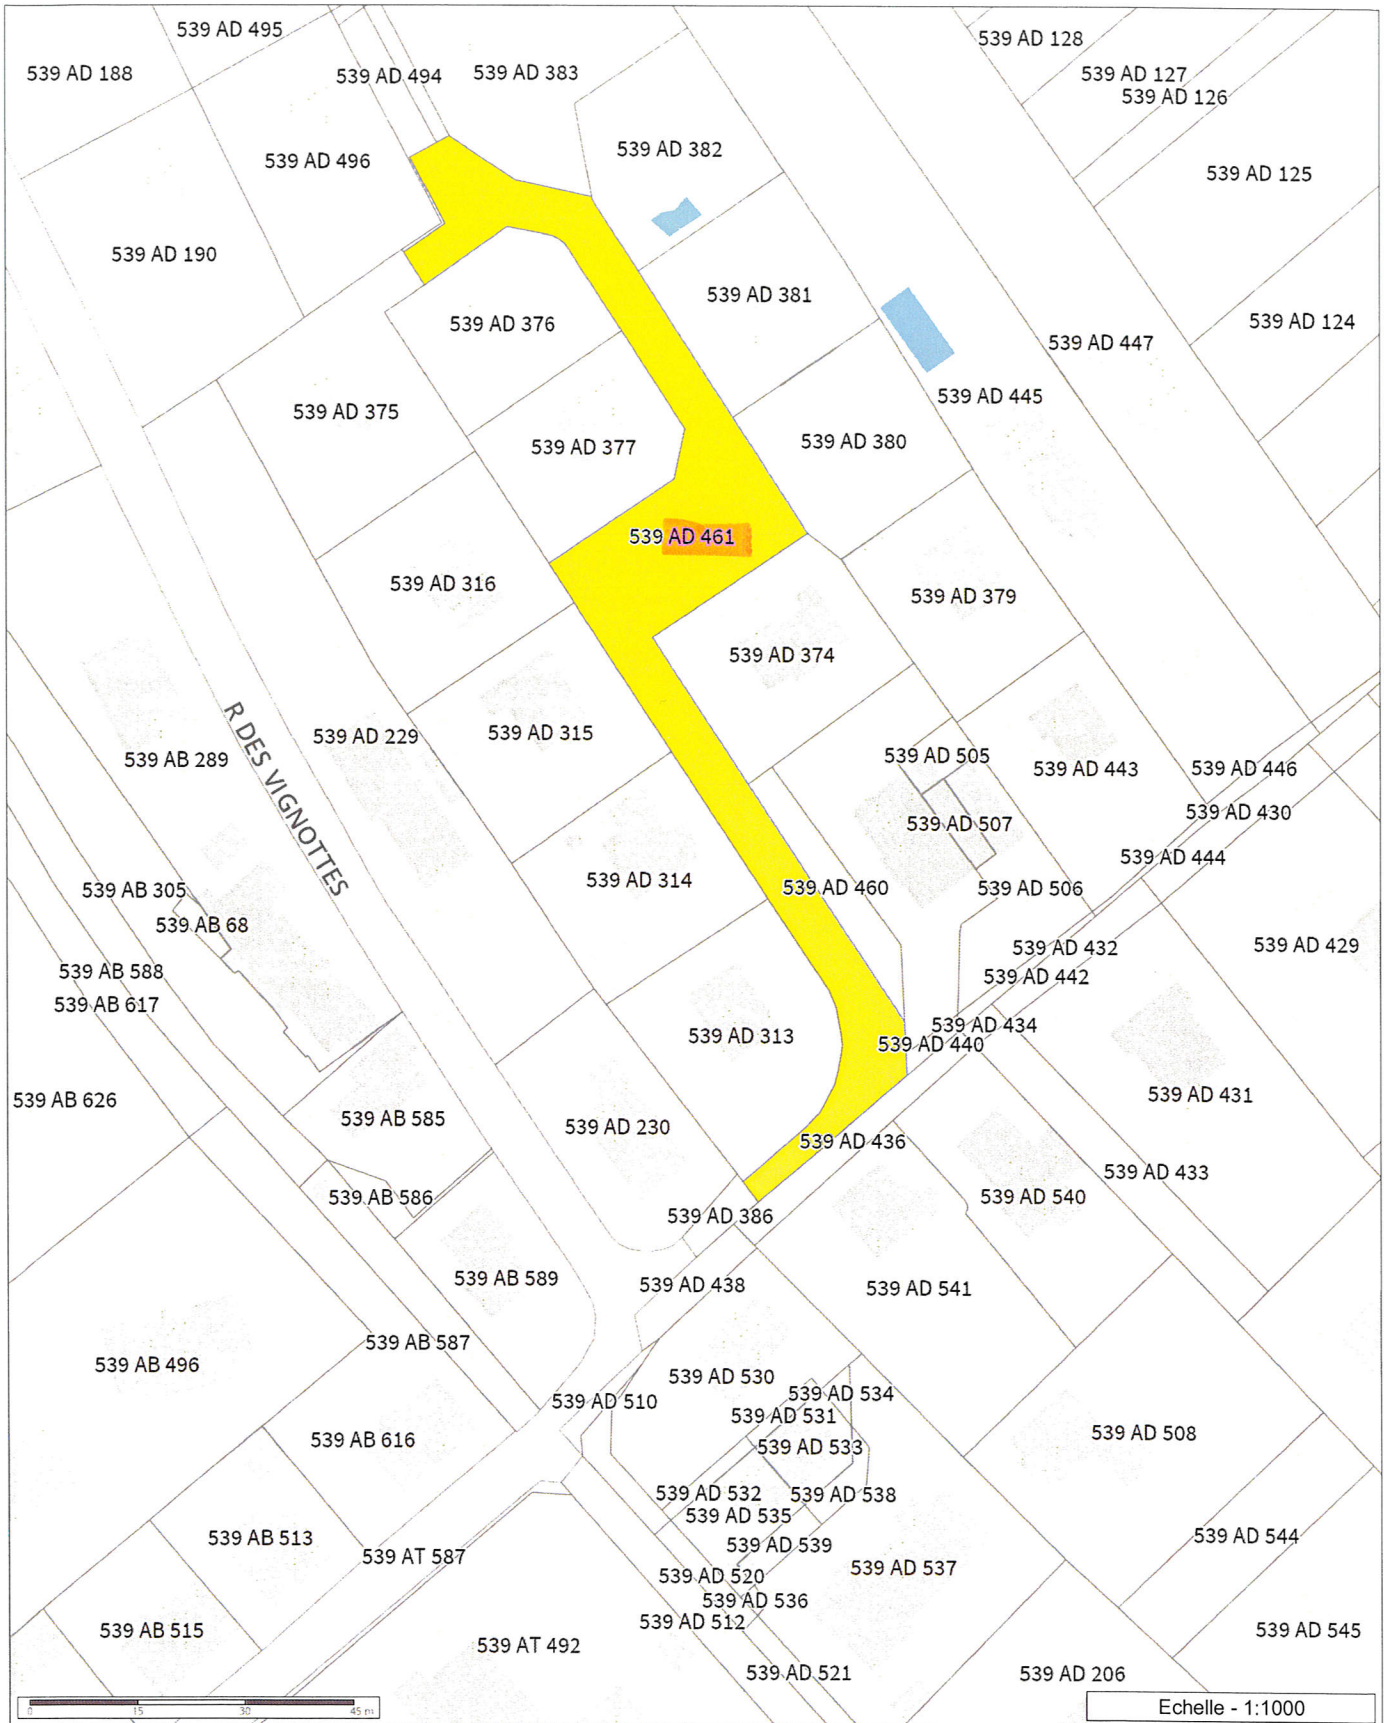 539 AD 495
539 AD 128
539 AD 188
539 AD 494
539 AD 383
539 AD 127
539 AD 126
539 AD 496
539 AD 382
539 AD 125
539 AD 190
539 AD 381
539 AD 376
539 AD 124
539 AD 447
539 AD 445
539 AD 375
539 AD 377
539 AD 380
539 AD 461
539 AD 316
539 AD 379
539 AD 374
R DES VIGNOTTES
539 AD 229
539 AD 315
539 AB 289
539 AD 505
539 AD 443
539 AD 446
539 AD 430
539 AD 507
539 AD 444
539 AD 314
539 AD 460
539 AD 506
539 AB 305
539 AB 68
539 AD 432
539 AD 429
539 AB 588
539 AD 442
539 AB 617
539 AD 434
539 AD 313
539 AD 440
539 AB 626
539 AD 431
539 AB 585
539 AD 230
539 AD 436
539 AD 433
539 AB 586
539 AD 540
539 AD 386
539 AB 589
539 AD 438
539 AD 541
539 AB 587
539 AB 496
539 AD 530
539 AD 534
539 AD 510
539 AD 531
539 AB 616
539 AD 533
539 AD 508
539 AD 532
539 AD 538
539 AD 535
539 AB 513
539 AD 544
539 AD 539
539 AT 587
539 AD 537
539 AD 520
539 AD 536
539 AD 512
539 AB 515
539 AD 545
539 AT 492
539 AD 521
539 AD 206
0 15 30 45 m
Echelle - 1:1000